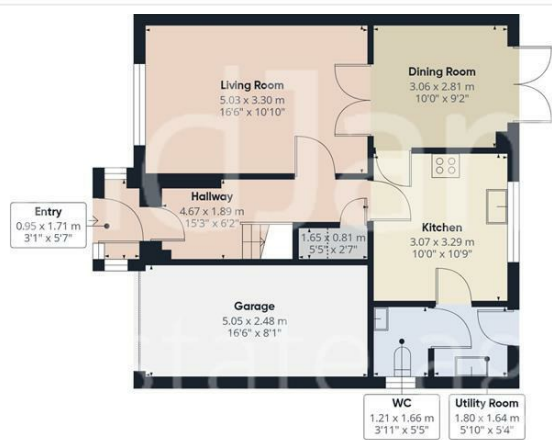 Living Room
5.03 x 3.30 m
16'6" x 10'10"
Dining Room
3.06 x 2.81 m
10'0" x 9'2"
Entry
0.95 x 1.71 m
3'1" x 5'7"
Hallway
4.67 x 1.89 m
15'3" x 6'2"
1.65 x 0.81 m
5'5" x 2'7"
Kitchen
3.07 x 3.29 m
10'0" x 10'9"
Garage
5.05 x 2.48 m
16'6" x 8'1"
WC
1.21 x 1.66 m
3'11" x 5'5"
Utility Room
1.80 x 1.64 m
5'10" x 5'4"